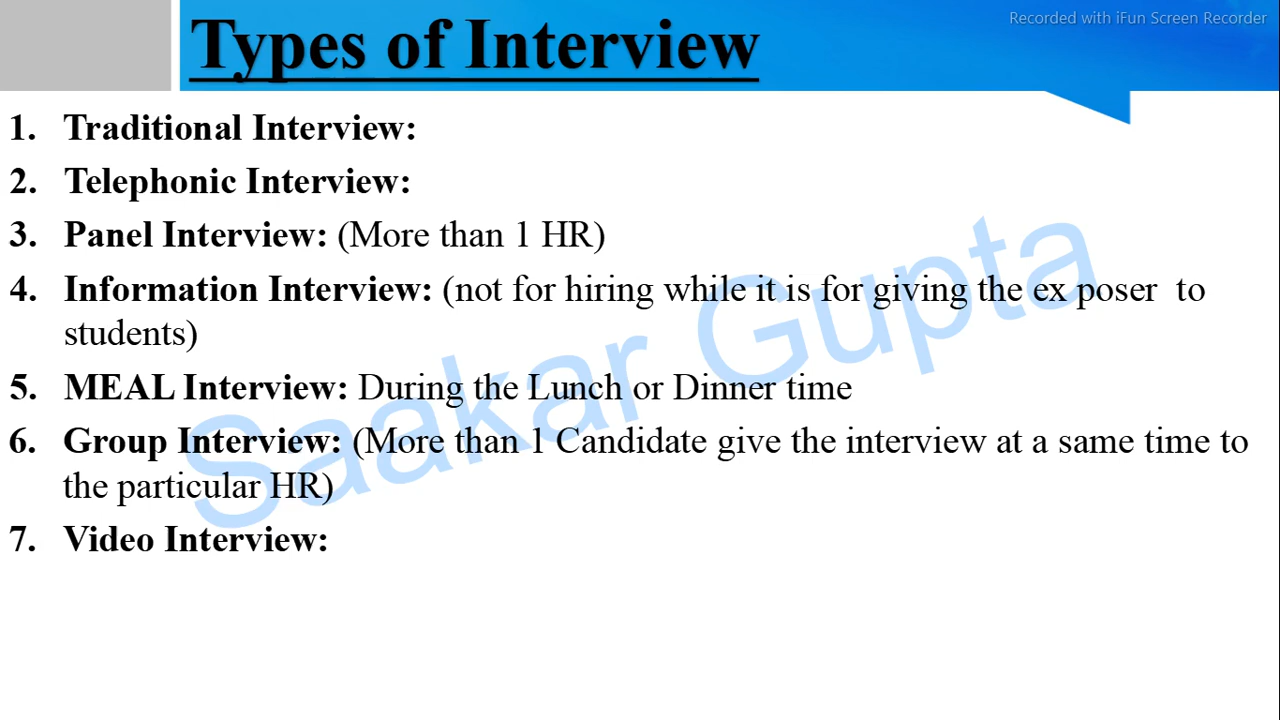 Types of Interview
Recorded with iFun Screen Recorder
1. Traditional Interview:
2. Telephonic Interview:
3. Panel Interview: (More than 1 HR)
4. Information Interview: (not for hiring while it is for giving the ex poser to
students)
5. MEAL Interview: During the Lunch or Dinner time
6. Group Interview: (More than 1 Candidate give the interview at a same time to
the particular HR)
7. Video Interview:
Saakar Gupta